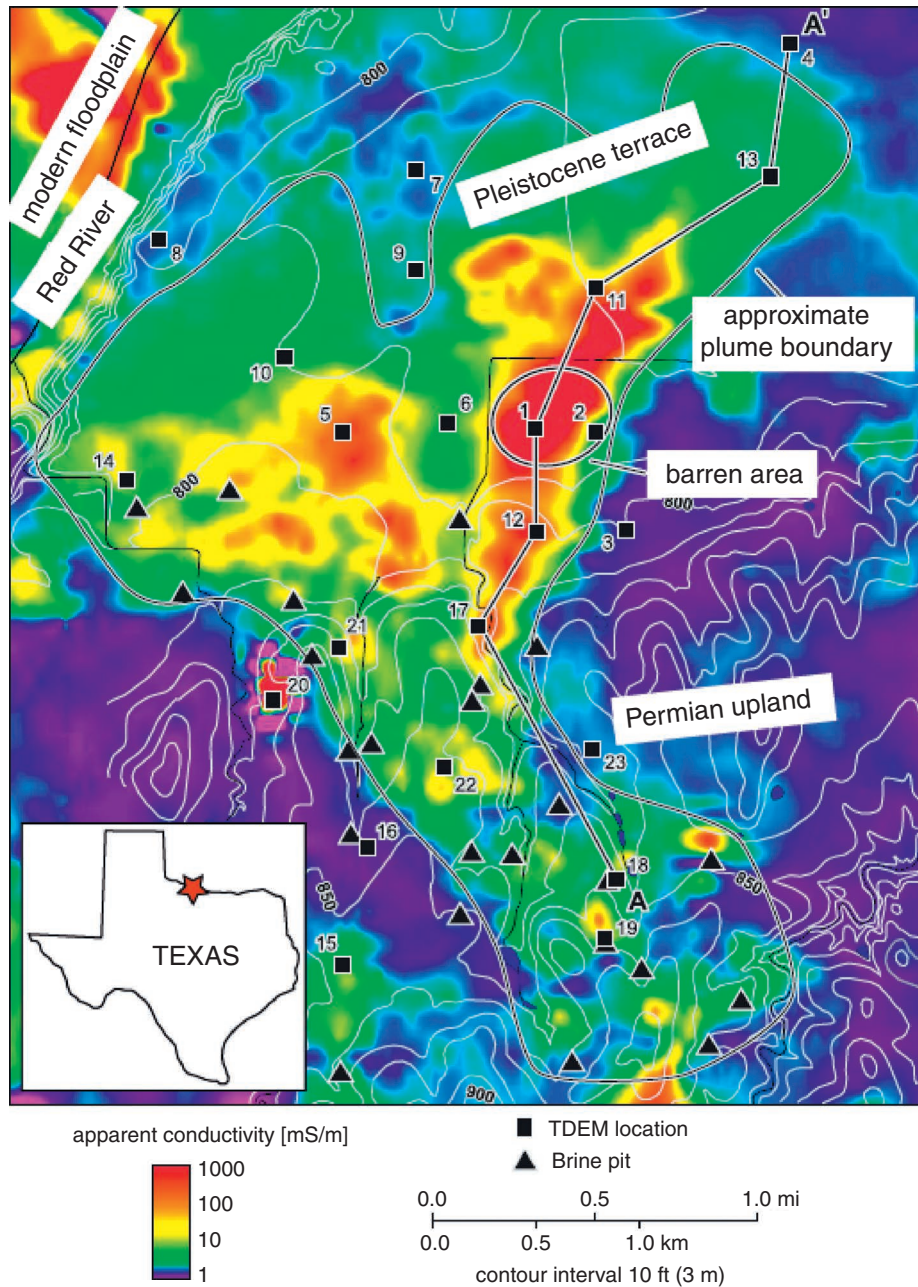 A'
4
modern floodplain
800
13
7
Pleistocene terrace
Red River
8
9
11
approximate
plume boundary
10
6
5
1
2
14
barren area
800
800
12
3
17
21
20
Permian upland
23
22
16
18
850
850
A
15
19
TEXAS
900
apparent conductivity [mS/m]
1000
100
10
1
TDEM location
Brine pit
0.0 0.5 1.0 mi
0.0 0.5 1.0 km
contour interval 10 ft (3 m)